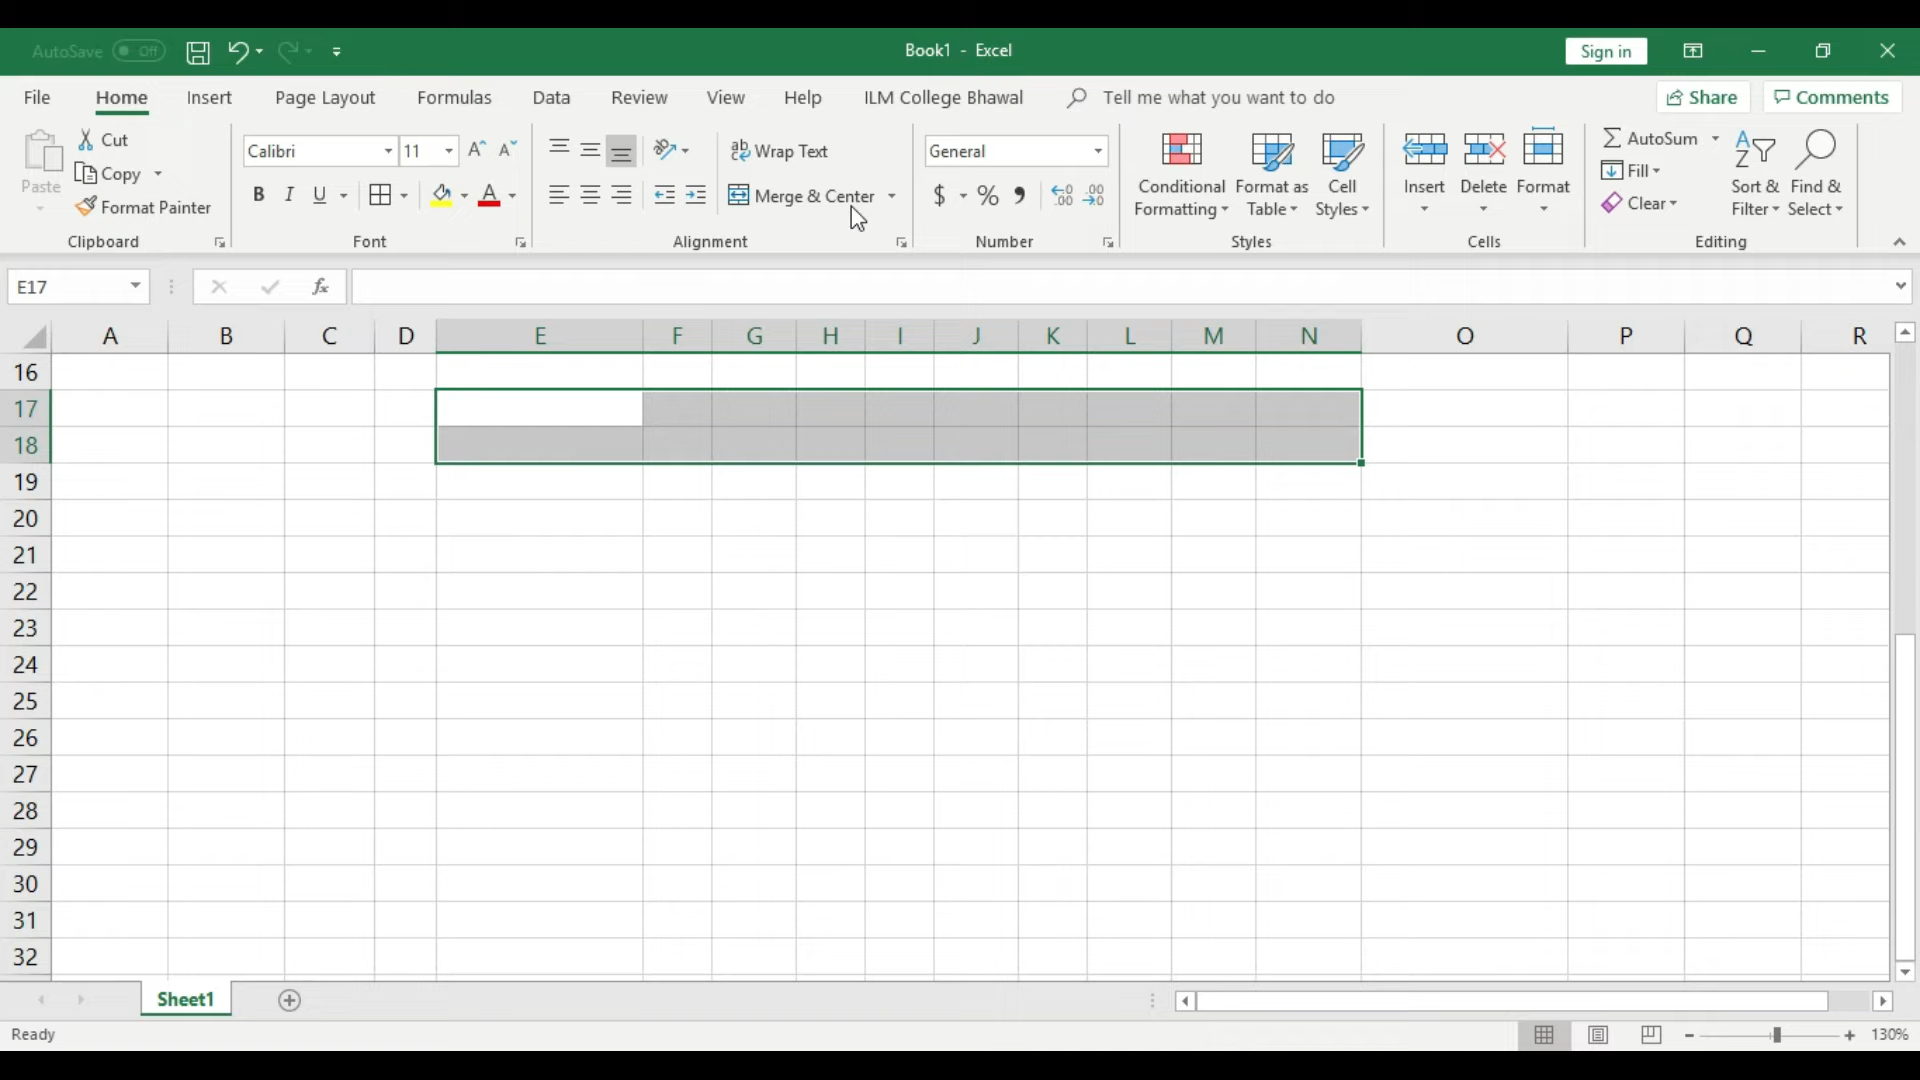 AutoSave Off
Book1 - Excel
Sign in
File Home Insert Page Layout Formulas Data Review View Help ILM College Bhawal Tell me what you want to do Share Comments
Paste
Cut
Copy
Format Painter
Clipboard
Calibri 11
B I U
Font
Wrap Text
Merge & Center
Alignment
General
$ % ,
Number
Conditional Formatting
Format as Table
Cell Styles
Styles
Insert
Delete
Format
Cells
AutoSum
Fill
Clear
Sort & Filter
Find & Select
Editing
E17
fx
A B C D E F G H I J K L M N O P Q R
16
17
18
19
20
21
22
23
24
25
26
27
28
29
30
31
32
Sheet1
Ready
130%